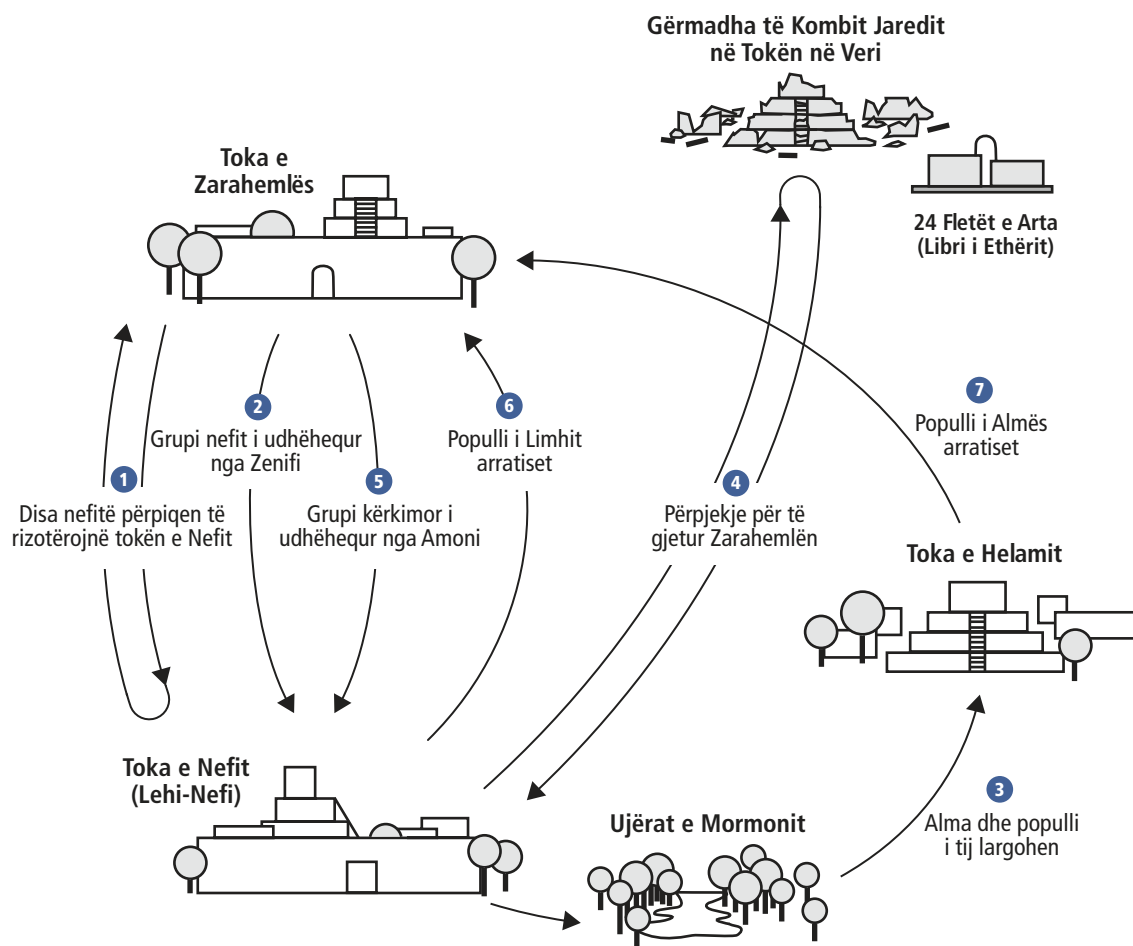 Gërmadha të Kombit Jaredit
në Tokën në Veri
Toka e
Zarahemlës
24 Fletët e Arta
(Libri i Ethërit)
2
Grupi nefit i udhëhequr
nga Zenifi
6
Populli i Limhit
arratiset
7
Populli i Almës
arratiset
1
Disa nefitë përpiqen të
rizotërojnë tokën e Nefit
5
Grupi kërkimor i
udhëhequr nga Amoni
4
Përpjekje për të
gjetur Zarahemlën
Toka e Helamit
Toka e Nefit
(Lehi-Nefi)
Ujërat e Mormonit
3
Alma dhe populli
i tij largohen